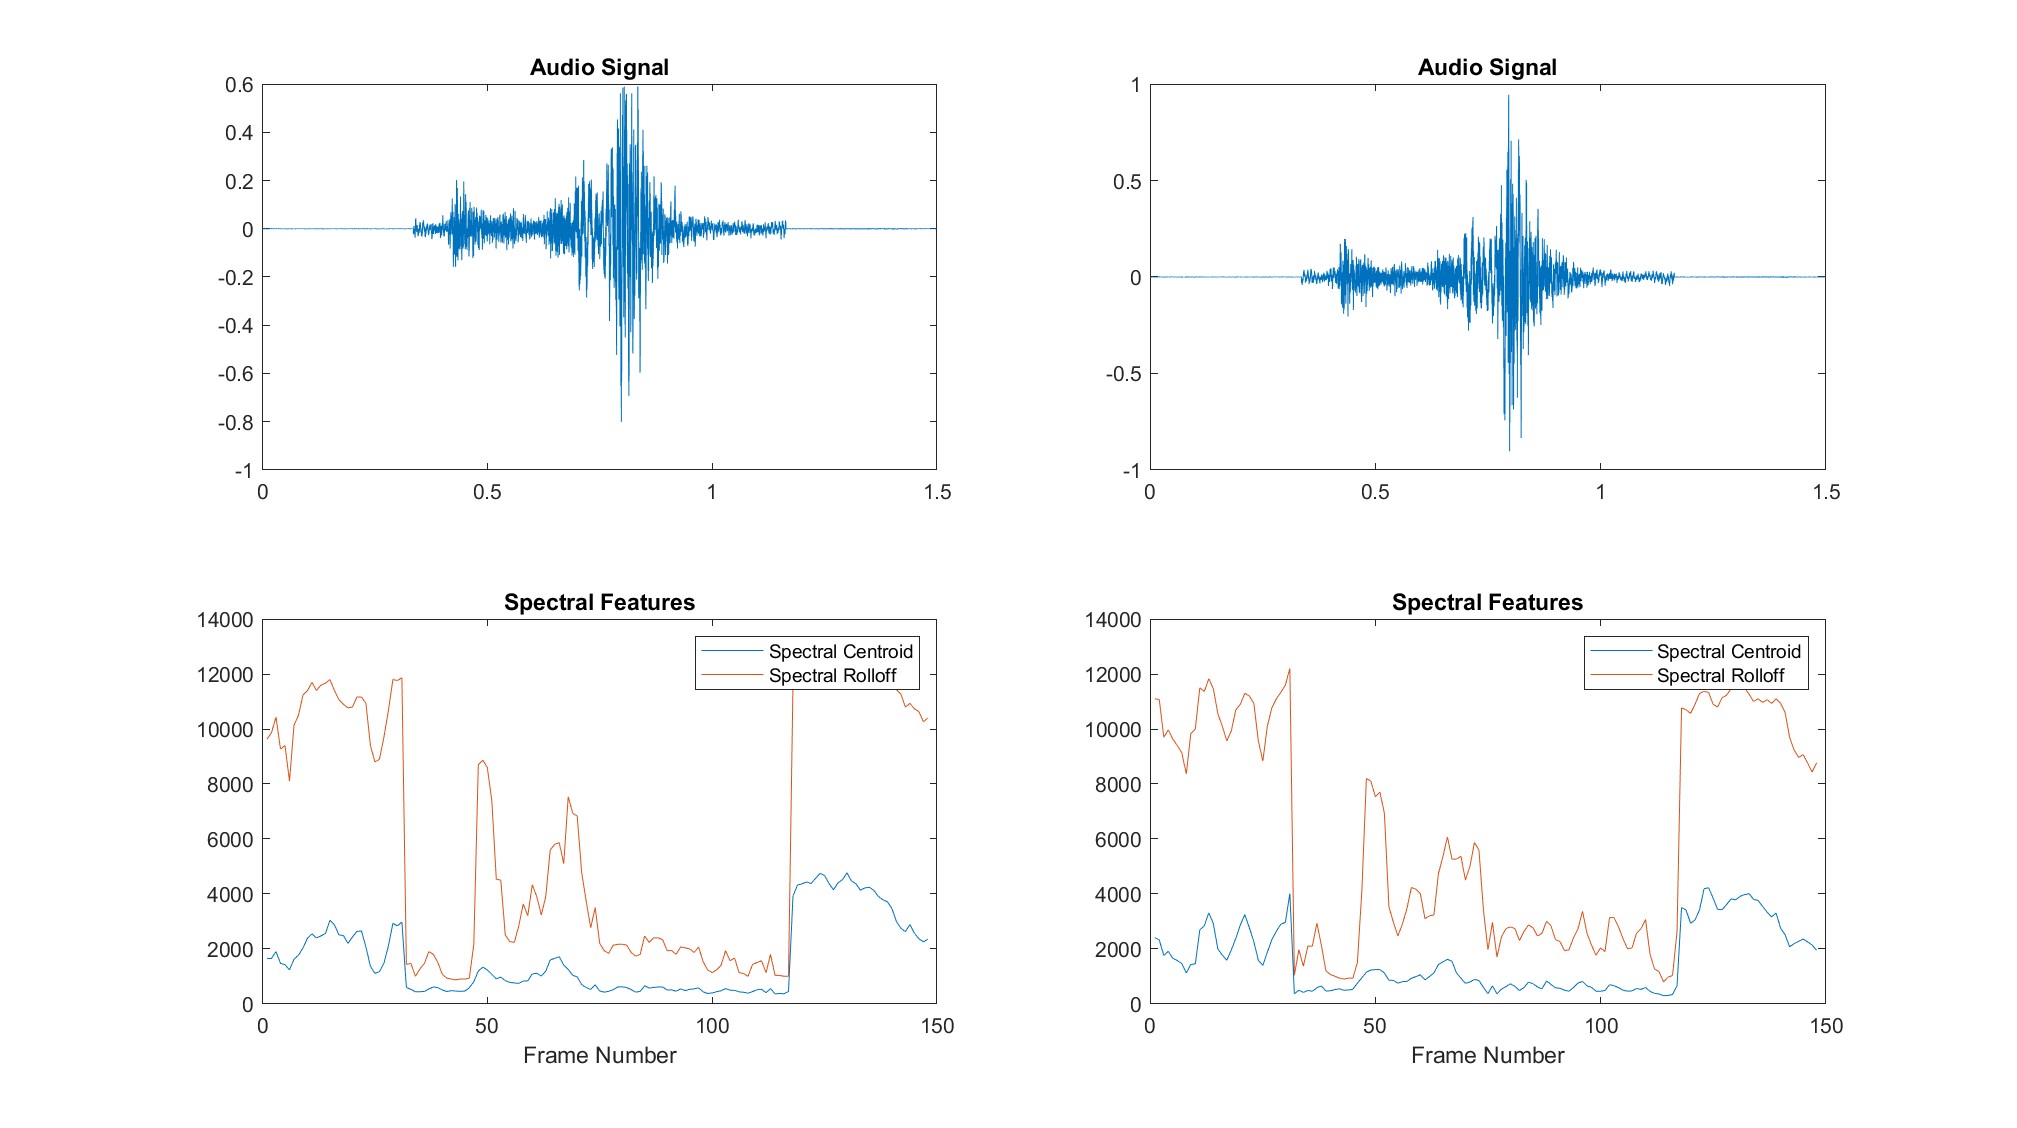 Audio Signal
0.6
0.4
0.2
0
-0.2
-0.4
-0.6
-0.8
-1
0 0.5 1 1.5
Audio Signal
1
0.5
0
-0.5
-1
0 0.5 1 1.5
Spectral Features
14000
12000
10000
8000
6000
4000
2000
0
Spectral Centroid
Spectral Rolloff
0 50 100 150
Frame Number
Spectral Features
14000
12000
10000
8000
6000
4000
2000
0
Spectral Centroid
Spectral Rolloff
0 50 100 150
Frame Number